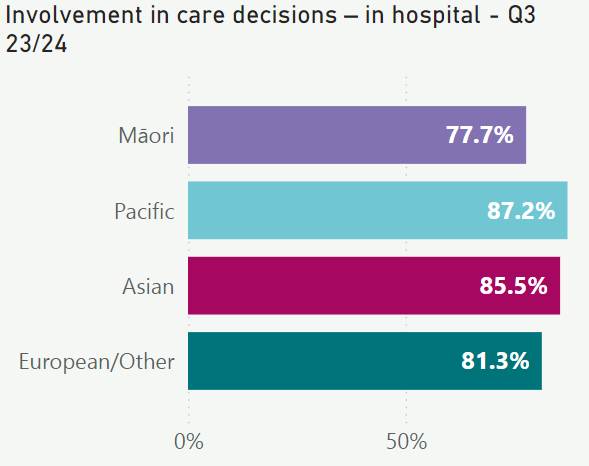 Involvement in care decisions – in hospital - Q3
23/24
Māori 77.7%
Pacific 87.2%
Asian 85.5%
European/Other 81.3%
0% 50%